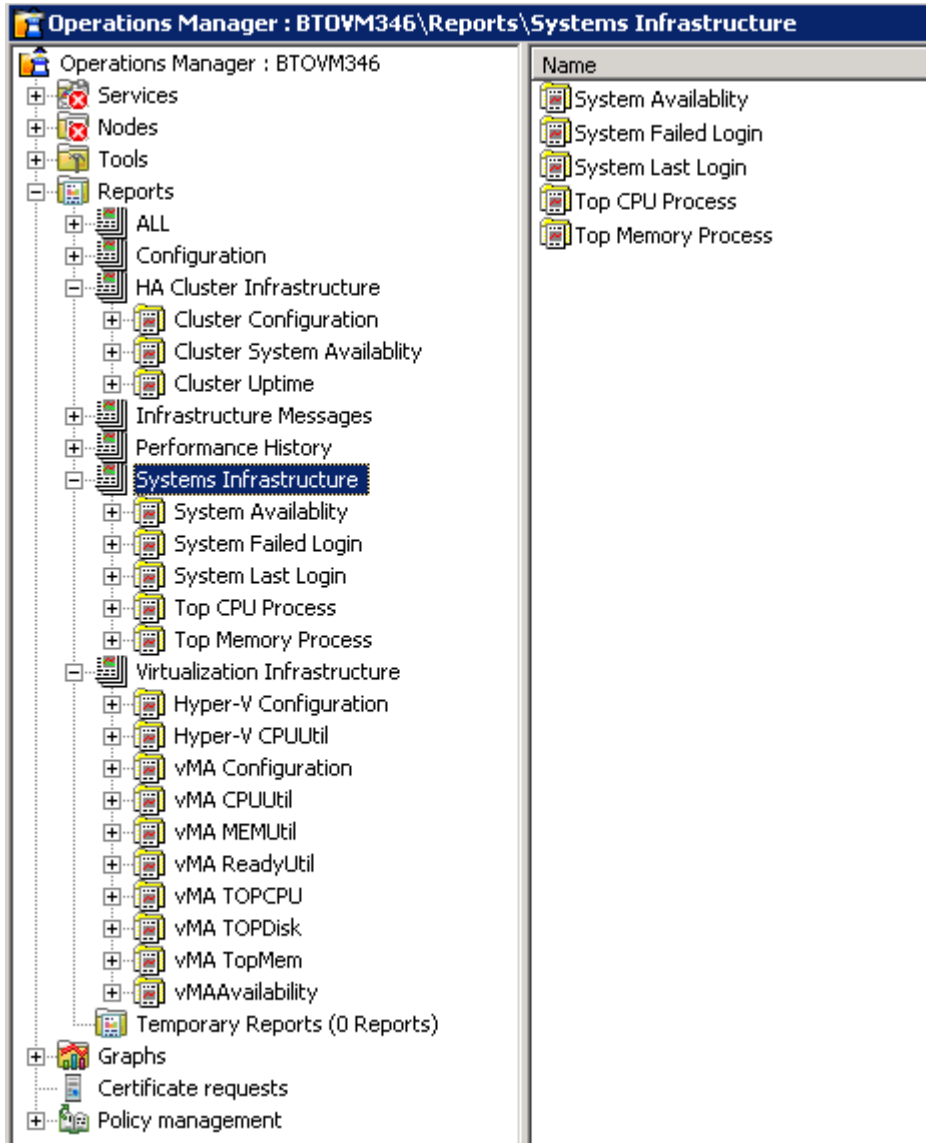 Operations Manager : BTOVM346\Reports\Systems Infrastructure
Operations Manager : BTOVM346
Services
Nodes
Tools
Reports
ALL
Configuration
HA Cluster Infrastructure
Cluster Configuration
Cluster System Availablity
Cluster Uptime
Infrastructure Messages
Performance History
Systems Infrastructure
System Availablity
System Failed Login
System Last Login
Top CPU Process
Top Memory Process
Virtualization Infrastructure
Hyper-V Configuration
Hyper-V CPUUtil
vMA Configuration
vMA CPUUtil
vMA MEMUtil
vMA ReadyUtil
vMA TOPCPU
vMA TOPDisk
vMA TopMem
vMAAvailability
Temporary Reports (0 Reports)
Graphs
Certificate requests
Policy management
Name
System Availablity
System Failed Login
System Last Login
Top CPU Process
Top Memory Process